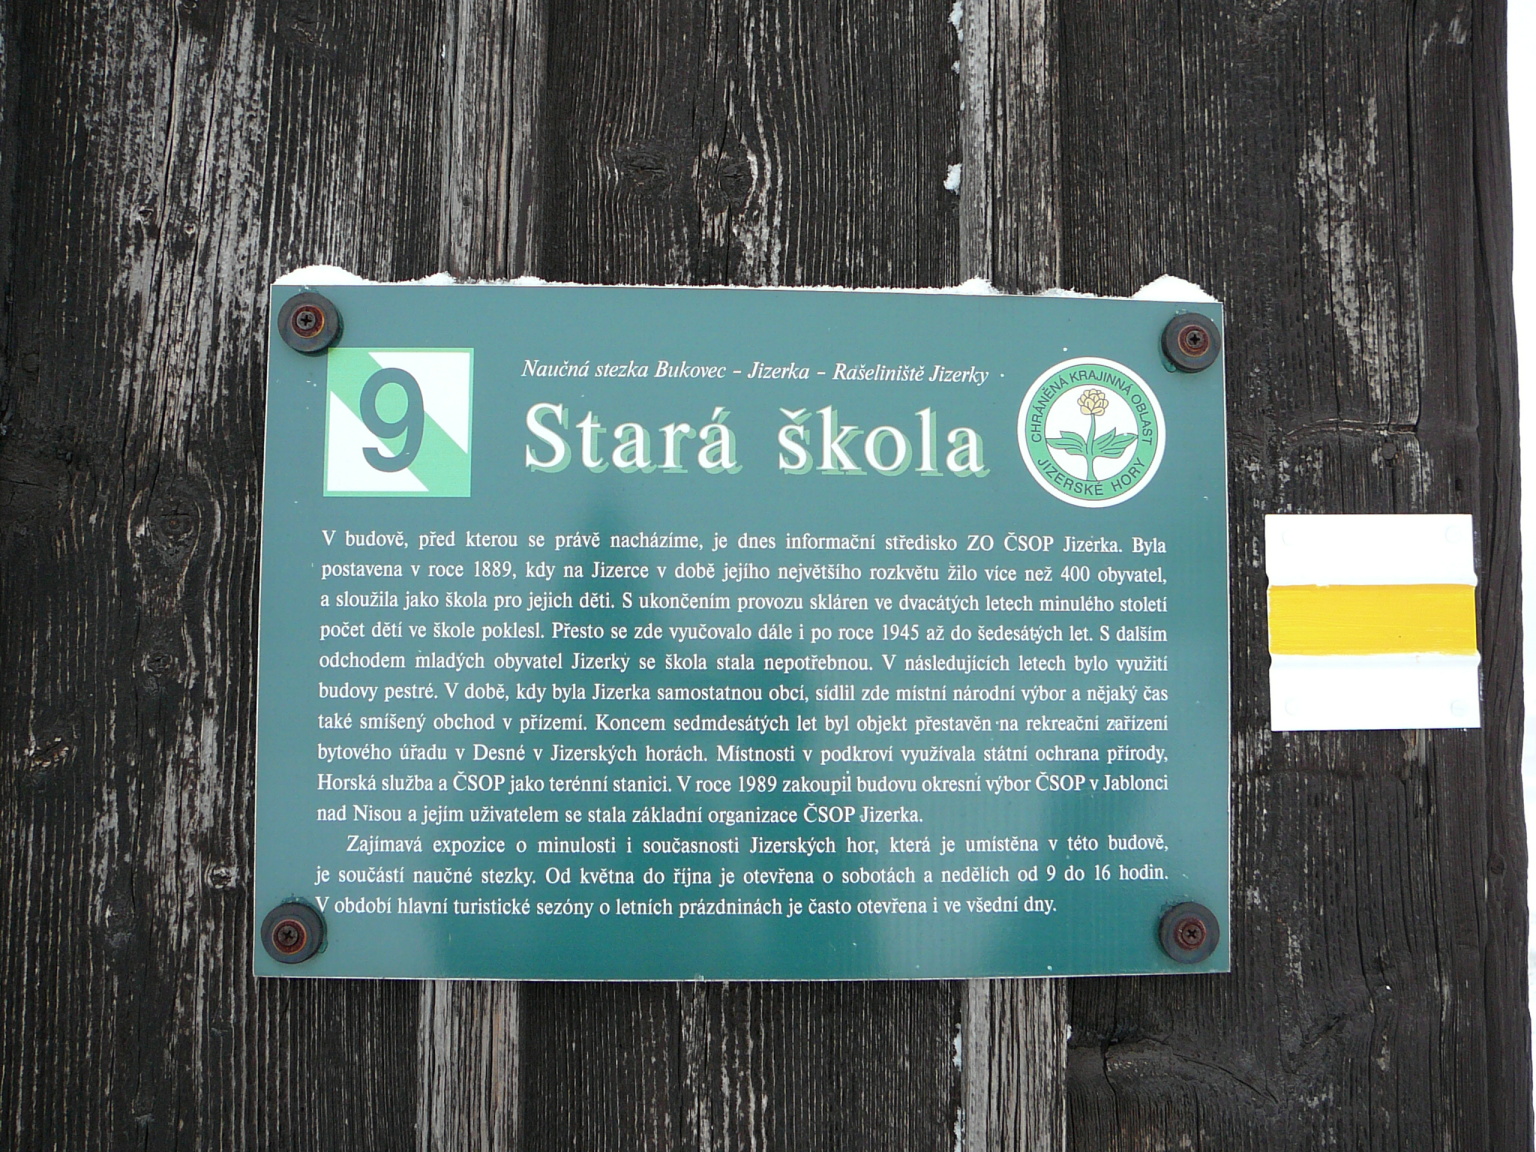 9
Naučná stezka Bukovec – Jizerka – Rašeliniště Jizerky
Stará škola
CHRÁNĚNÁ KRAJINNÁ OBLAST
JIZERSKÉ HORY
V budově, před kterou se právě nacházíme, je dnes informační středisko ZO ČSOP Jizerka. Byla
postavena v roce 1889, kdy na Jizerce v době jejího největšího rozkvětu žilo více než 400 obyvatel,
a sloužila jako škola pro jejich děti. S ukončením provozu skláren ve dvacátých letech minulého století
počet dětí ve škole poklesl. Přesto se zde vyučovalo dále i po roce 1945 až do šedesátých let. S dalším
odchodem mladých obyvatel Jizerky se škola stala nepotřebnou. V následujících letech bylo využití
budovy pestré. V době, kdy byla Jizerka samostatnou obcí, sídlil zde místní národní výbor a nějaký čas
také smíšený obchod v přízemí. Koncem sedmdesátých let byl objekt přestavěn na rekreační zařízení
bytového úřadu v Desné v Jizerských horách. Místnosti v podkroví využívala státní ochrana přírody,
Horská služba a ČSOP jako terénní stanici. V roce 1989 zakoupil budovu okresní výbor ČSOP v Jablonci
nad Nisou a jejím uživatelem se stala základní organizace ČSOP Jizerka.
Zajímavá expozice o minulosti i současnosti Jizerských hor, která je umístěna v této budově,
je součástí naučné stezky. Od května do října je otevřena o sobotách a nedělích od 9 do 16 hodin.
V období hlavní turistické sezóny o letních prázdninách je často otevřena i ve všední dny.